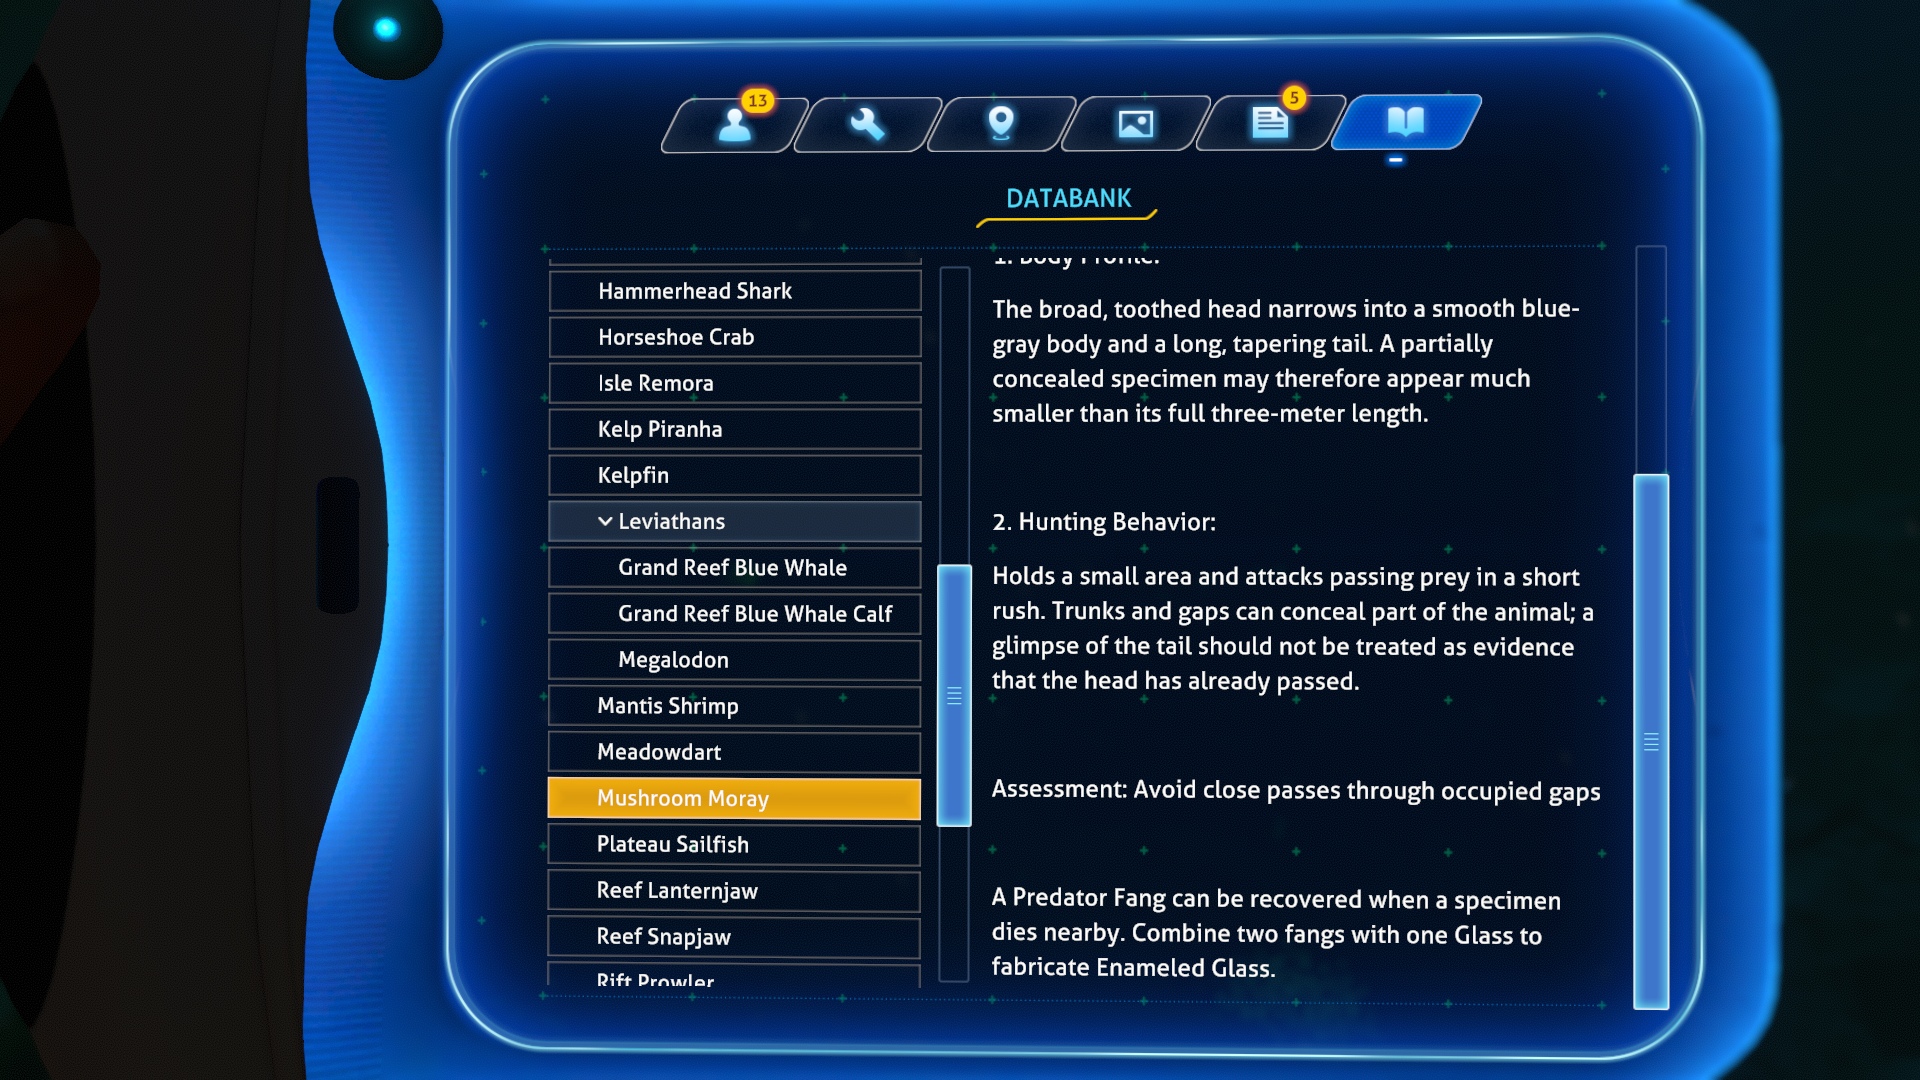 13
5
DATABANK
Hammerhead Shark
Horseshoe Crab
Isle Remora
Kelp Piranha
Kelpfin
Leviathans
Grand Reef Blue Whale
Grand Reef Blue Whale Calf
Megalodon
Mantis Shrimp
Meadowdart
Mushroom Moray
Plateau Sailfish
Reef Lanternjaw
Reef Snapjaw
Rift Prowler
1. Body Profile:
The broad, toothed head narrows into a smooth blue-
gray body and a long, tapering tail. A partially
concealed specimen may therefore appear much
smaller than its full three-meter length.
2. Hunting Behavior:
Holds a small area and attacks passing prey in a short
rush. Trunks and gaps can conceal part of the animal; a
glimpse of the tail should not be treated as evidence
that the head has already passed.
Assessment: Avoid close passes through occupied gaps
A Predator Fang can be recovered when a specimen
dies nearby. Combine two fangs with one Glass to
fabricate Enameled Glass.